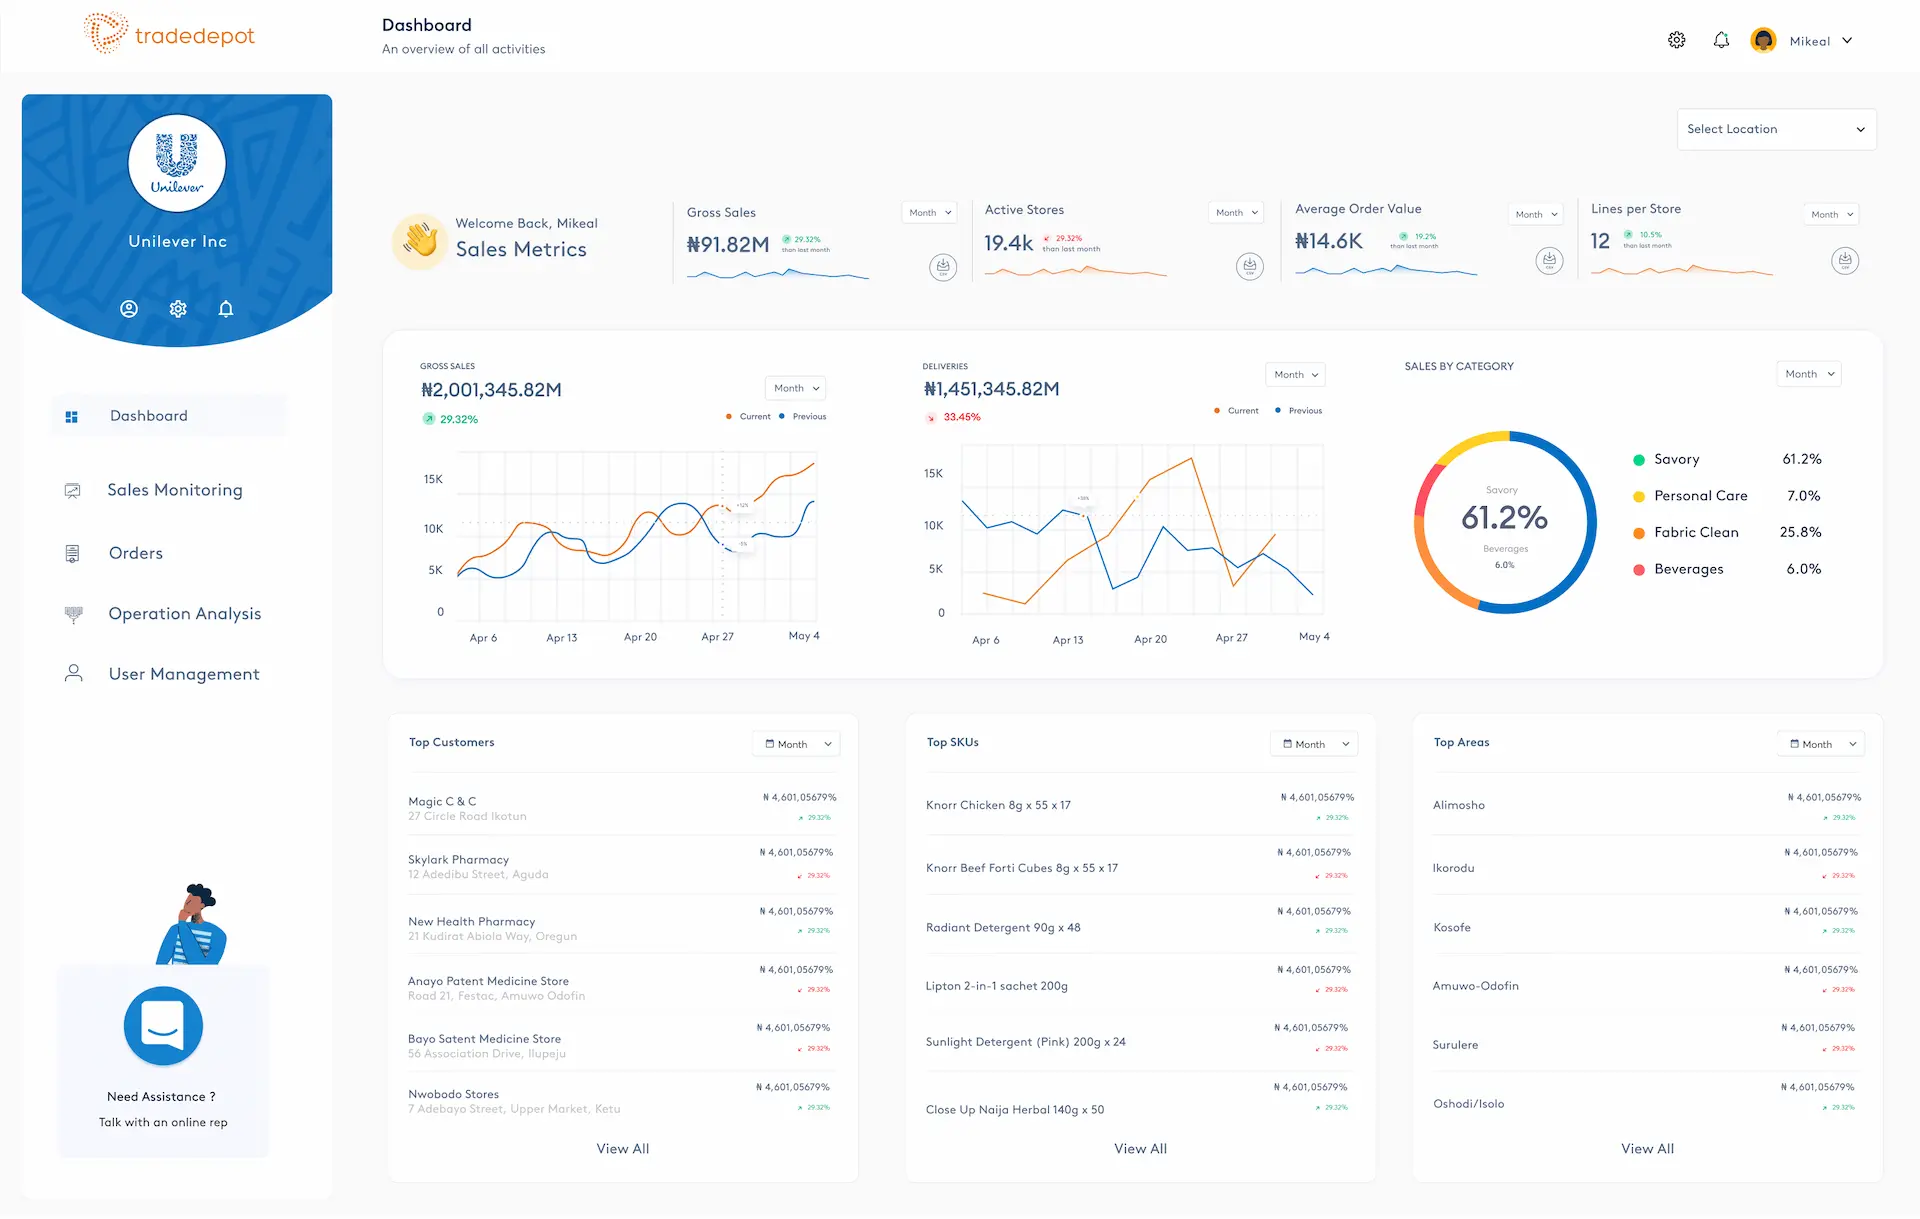 tradedepot
Dashboard
An overview of all activities
Mikeal
Unilever
Unilever Inc
Select Location
Welcome Back, Mikeal
Sales Metrics
Gross Sales
Month
₦91.82M
29.32%
than last month
CSV
Active Stores
Month
19.4k
29.32%
than last month
CSV
Average Order Value
Month
₦14.6K
19.2%
than last month
CSV
Lines per Store
Month
12
10.5%
than last month
CSV
Dashboard
Sales Monitoring
Orders
Operation Analysis
User Management
Need Assistance ?
Talk with an online rep
GROSS SALES
₦2,001,345.82M
29.32%
Month
Current
Previous
15K
10K
5K
0
+12%
-5%
Apr 6
Apr 13
Apr 20
Apr 27
May 4
DELIVERIES
₦1,451,345.82M
33.45%
Month
Current
Previous
15K
10K
5K
0
Apr 6
Apr 13
Apr 20
Apr 27
May 4
SALES BY CATEGORY
Month
Savory
61.2%
Beverages
6.0%
Savory 61.2%
Personal Care 7.0%
Fabric Clean 25.8%
Beverages 6.0%
Top Customers
Month
Magic C & C ₦ 4,601,05679%
27 Circle Road Ikotun 29.32%
Skylark Pharmacy ₦ 4,601,05679%
12 Adedibu Street, Aguda 29.32%
New Health Pharmacy ₦ 4,601,05679%
21 Kudirat Abiola Way, Oregun 29.32%
Anayo Patent Medicine Store ₦ 4,601,05679%
Road 21, Festac, Amuwo Odofin 29.32%
Bayo Satent Medicine Store ₦ 4,601,05679%
56 Association Drive, Ilupeju 29.32%
Nwobodo Stores ₦ 4,601,05679%
7 Adebayo Street, Upper Market, Ketu 29.32%
View All
Top SKUs
Month
Knorr Chicken 8g x 55 x 17 ₦ 4,601,05679%
29.32%
Knorr Beef Forti Cubes 8g x 55 x 17 ₦ 4,601,05679%
29.32%
Radiant Detergent 90g x 48 ₦ 4,601,05679%
29.32%
Lipton 2-in-1 sachet 200g ₦ 4,601,05679%
29.32%
Sunlight Detergent (Pink) 200g x 24 ₦ 4,601,05679%
29.32%
Close Up Naija Herbal 140g x 50 ₦ 4,601,05679%
29.32%
View All
Top Areas
Month
Alimosho ₦ 4,601,05679%
29.32%
Ikorodu ₦ 4,601,05679%
29.32%
Kosofe ₦ 4,601,05679%
29.32%
Amuwo-Odofin ₦ 4,601,05679%
29.32%
Surulere ₦ 4,601,05679%
29.32%
Oshodi/Isolo ₦ 4,601,05679%
29.32%
View All